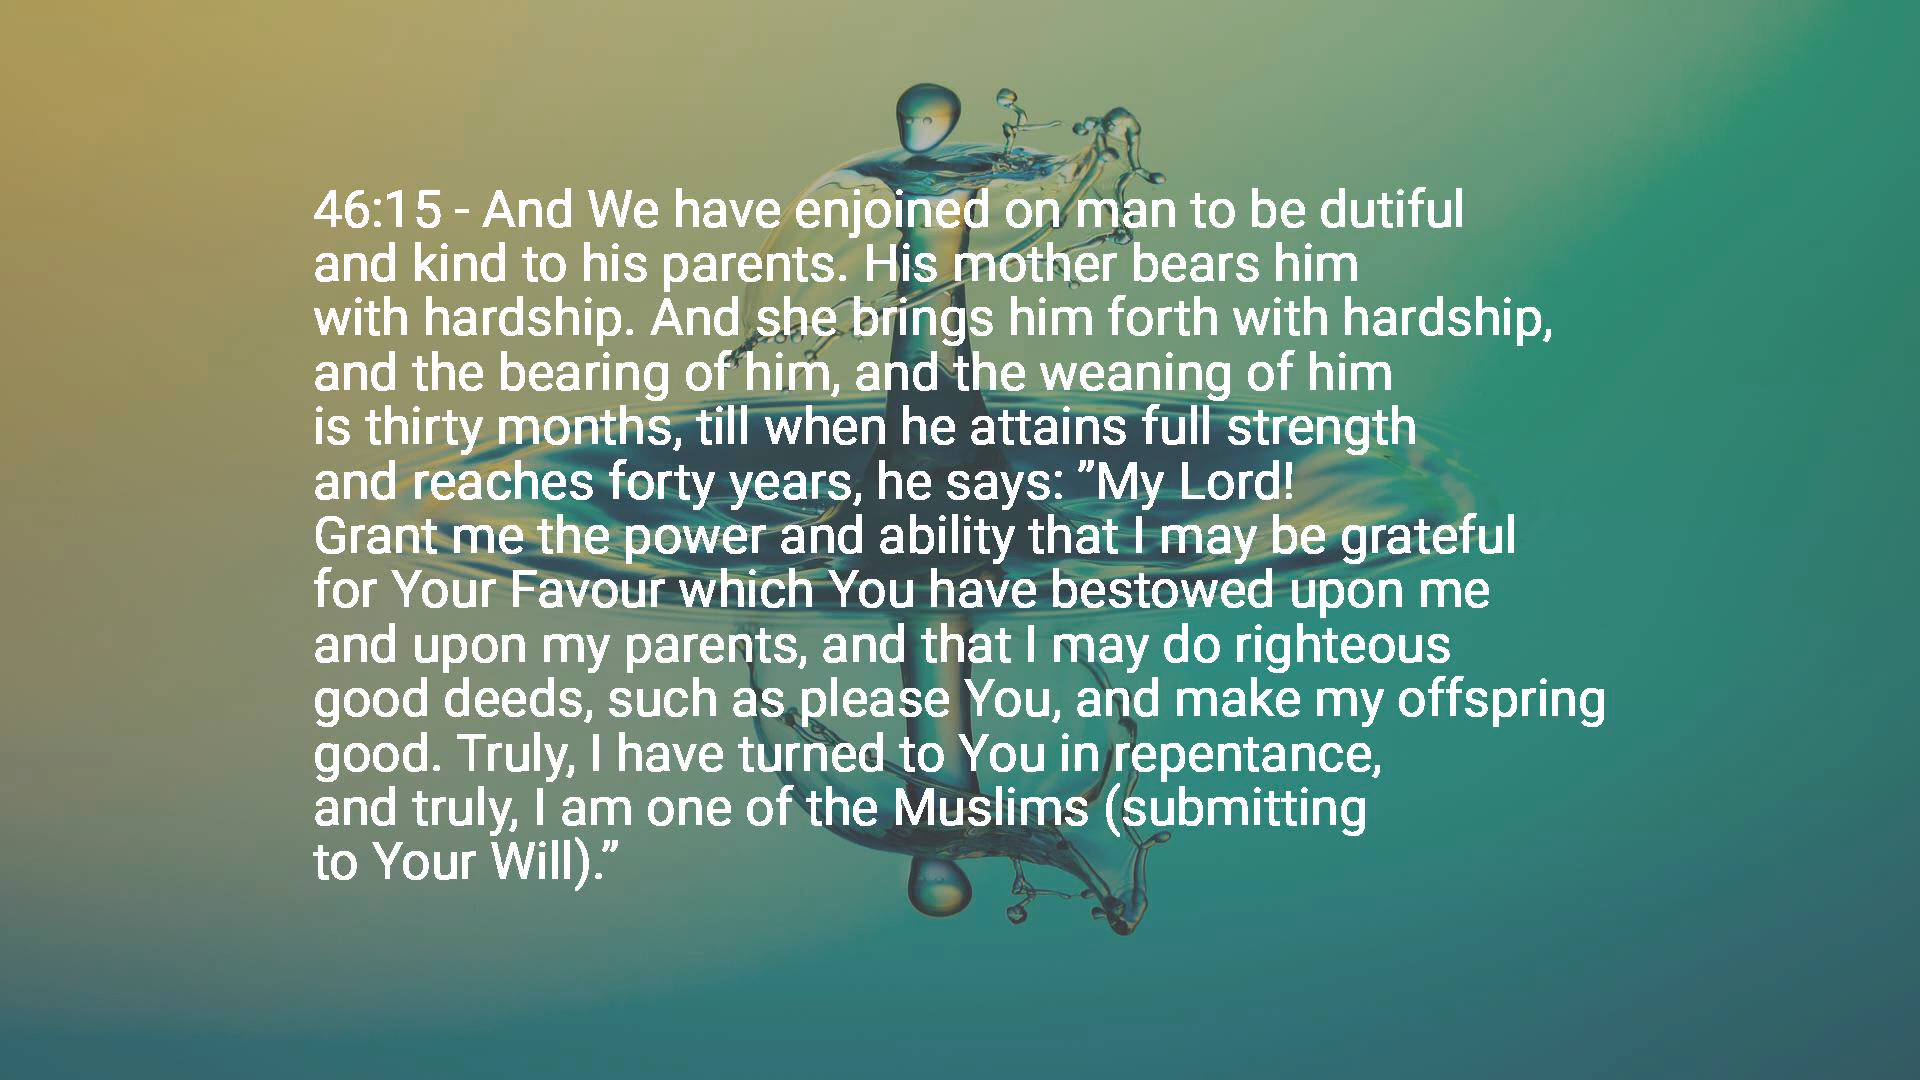 46:15 - And We have enjoined on man to be dutiful
and kind to his parents. His mother bears him
with hardship. And she brings him forth with hardship,
and the bearing of him, and the weaning of him
is thirty months, till when he attains full strength
and reaches forty years, he says: ”My Lord!
Grant me the power and ability that I may be grateful
for Your Favour which You have bestowed upon me
and upon my parents, and that I may do righteous
good deeds, such as please You, and make my offspring
good. Truly, I have turned to You in repentance,
and truly, I am one of the Muslims (submitting
to Your Will).”